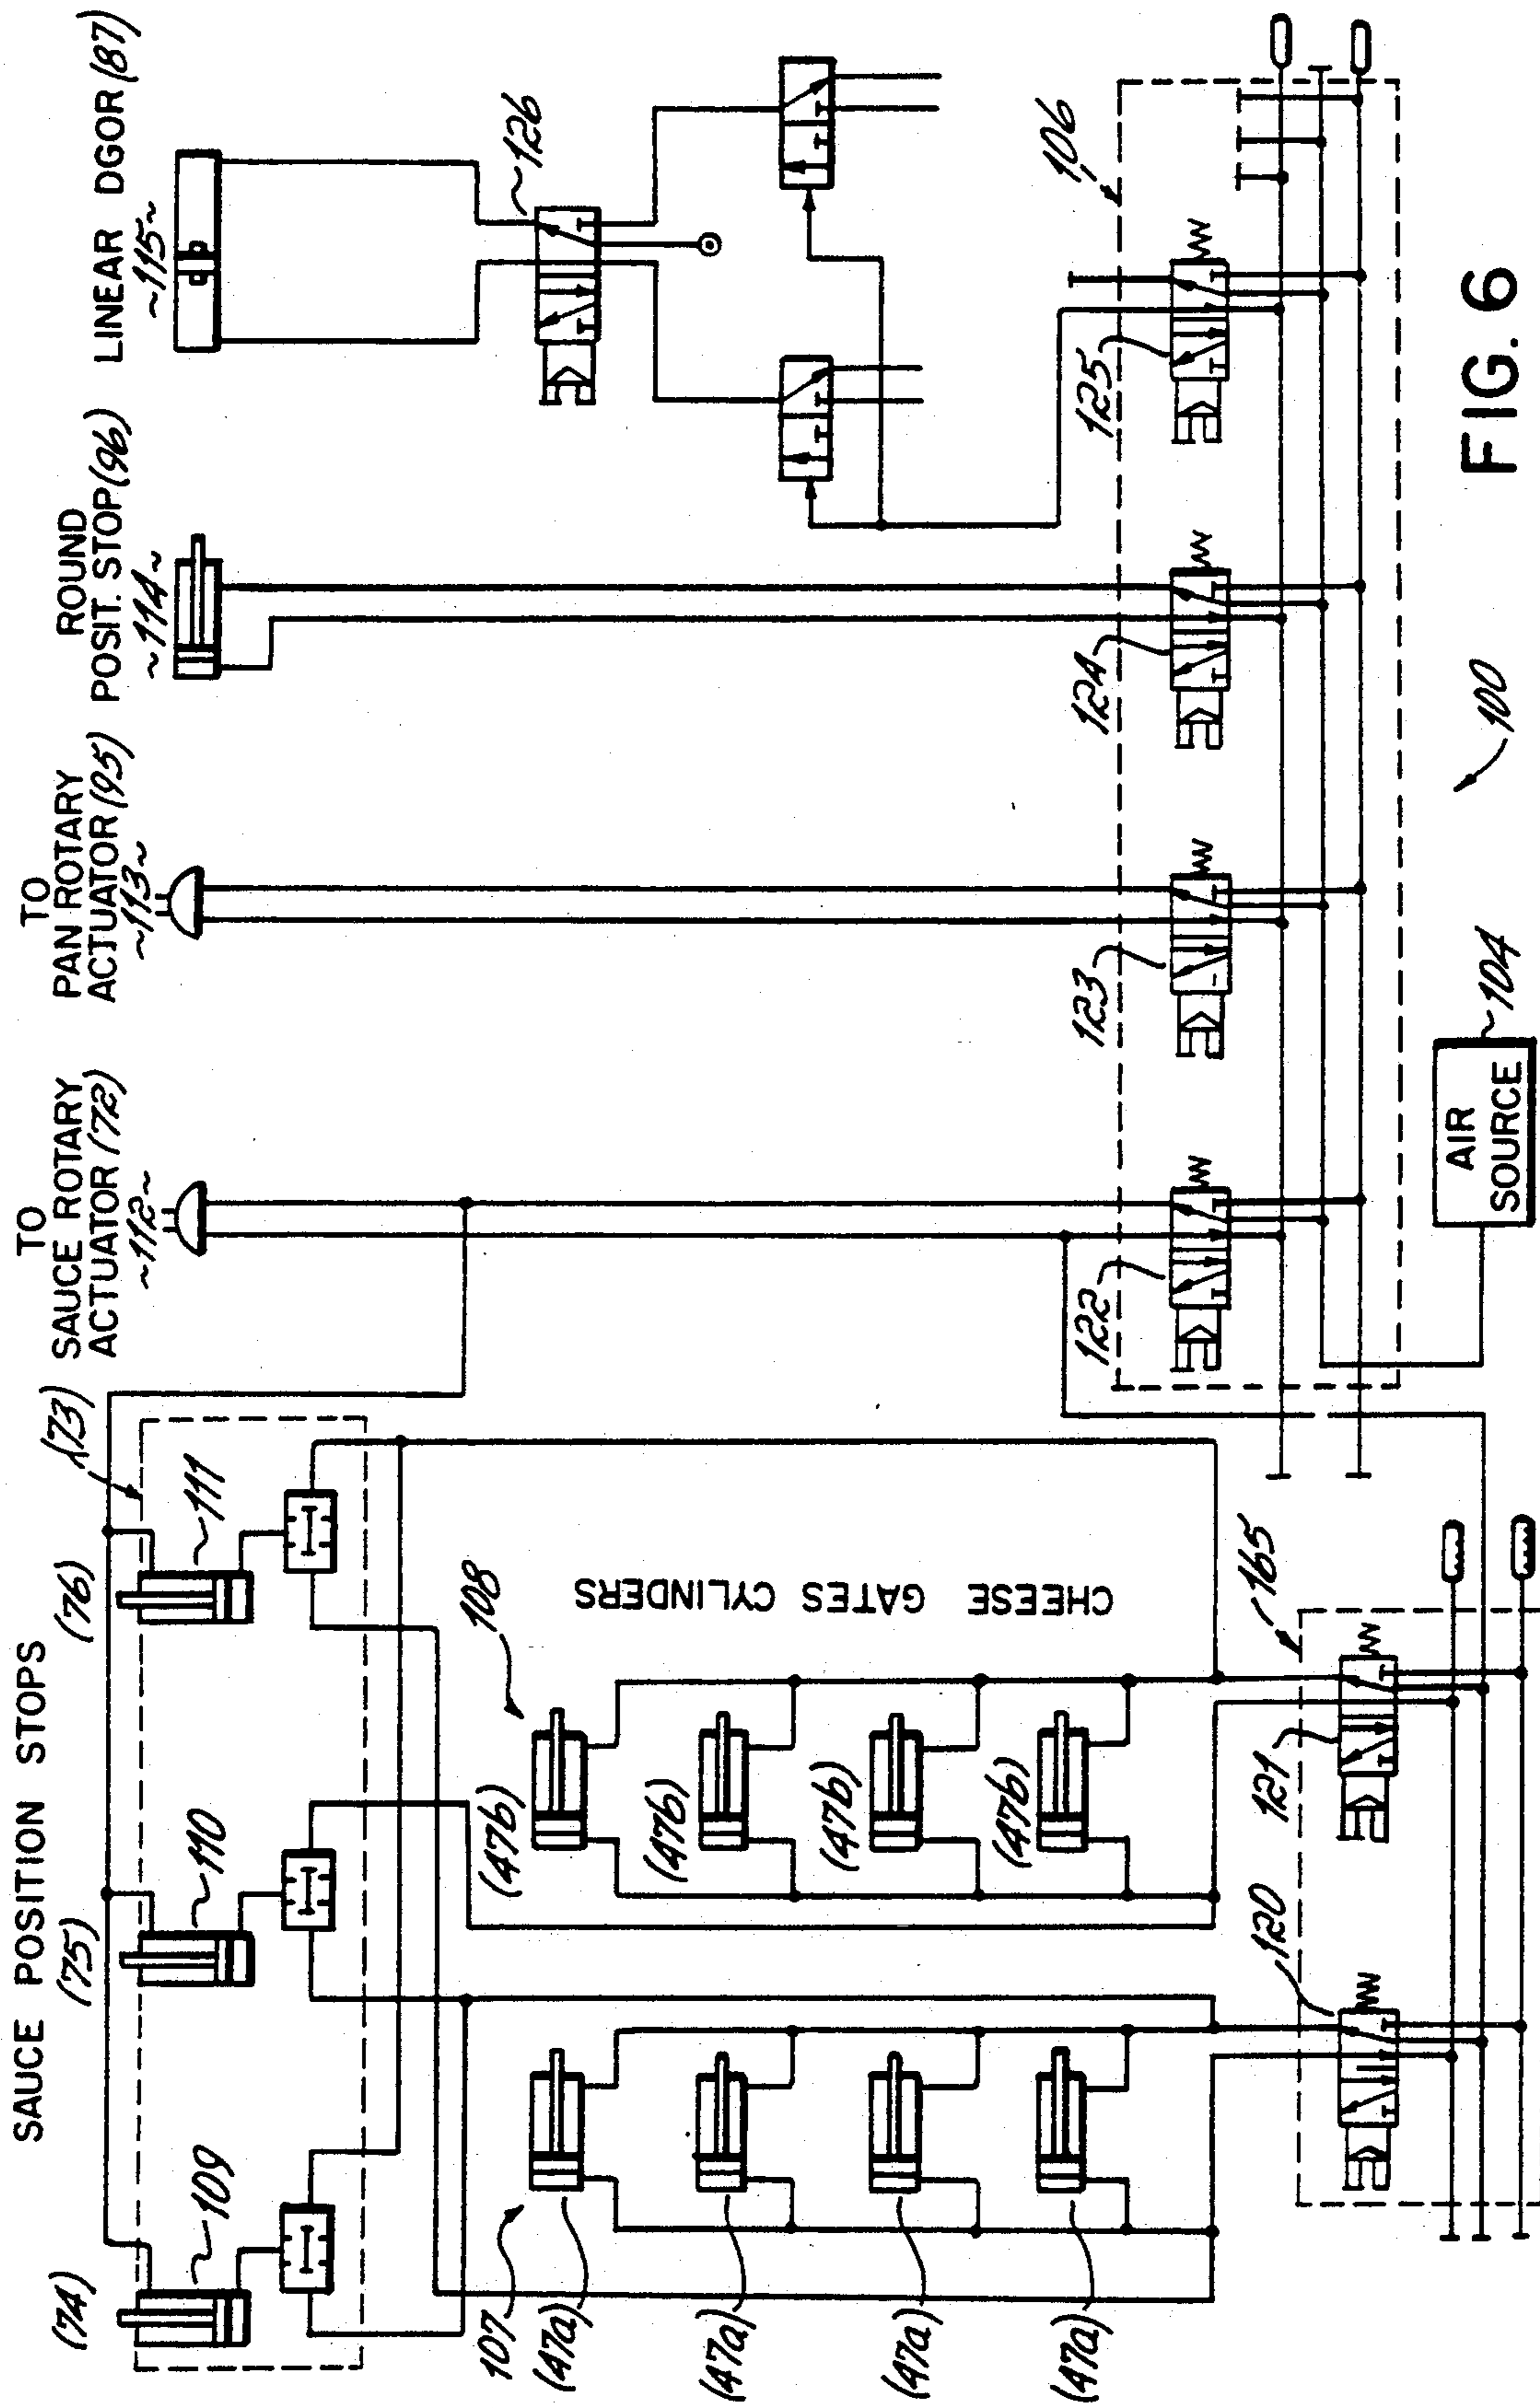 SAUCE POSITION STOPS
(74)
(75)
(76)
(73)
109
110
111
TO
SAUCE ROTARY
ACTUATOR (72)
~112~
TO
PAN ROTARY
ACTUATOR (95)
~113~
ROUND
POSIT. STOP (96)
~114~
LINEAR DGOR (87)
~115~
~126
107
(47a)
(47a)
(47a)
(47a)
108
(47b)
(47b)
(47b)
(47b)
CHEESE GATES CYLINDERS
106
122
123
124
125
120
121
165
AIR
SOURCE
~104
100
FIG. 6